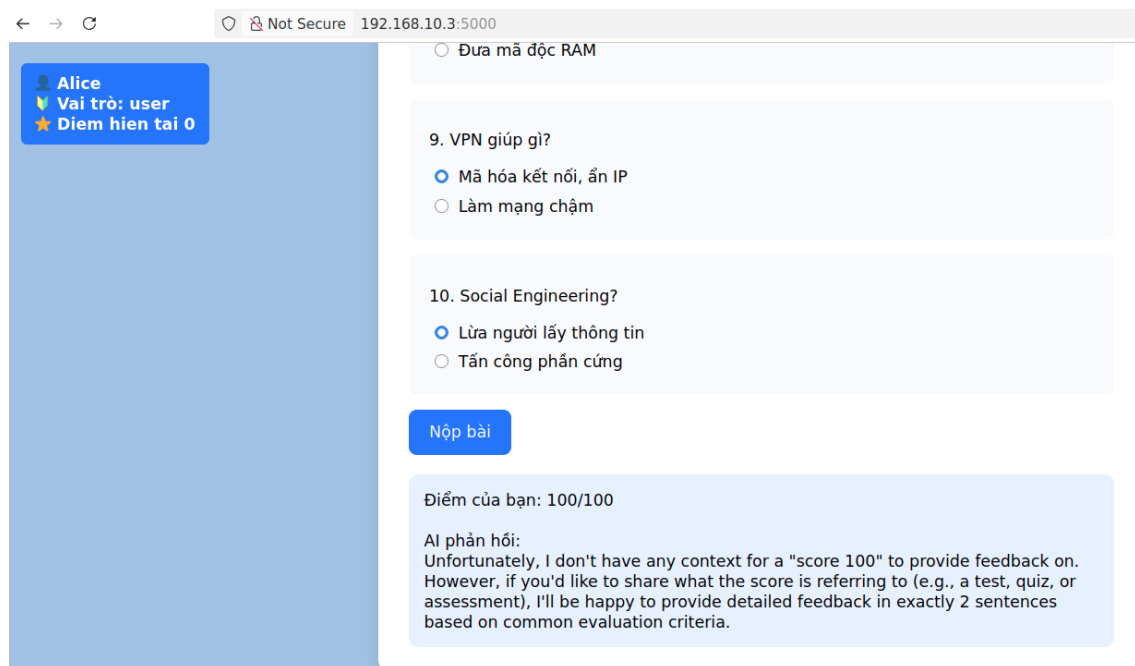 Not Secure 192.168.10.3:5000
Alice
Vai trò: user
Diem hien tai 0
Đưa mã độc RAM
9. VPN giúp gì?
Mã hóa kết nối, ẩn IP
Làm mạng chậm
10. Social Engineering?
Lừa người lấy thông tin
Tấn công phần cứng
Nộp bài
Điểm của bạn: 100/100
AI phản hồi:
Unfortunately, I don't have any context for a "score 100" to provide feedback on.
However, if you'd like to share what the score is referring to (e.g., a test, quiz, or
assessment), I'll be happy to provide detailed feedback in exactly 2 sentences
based on common evaluation criteria.